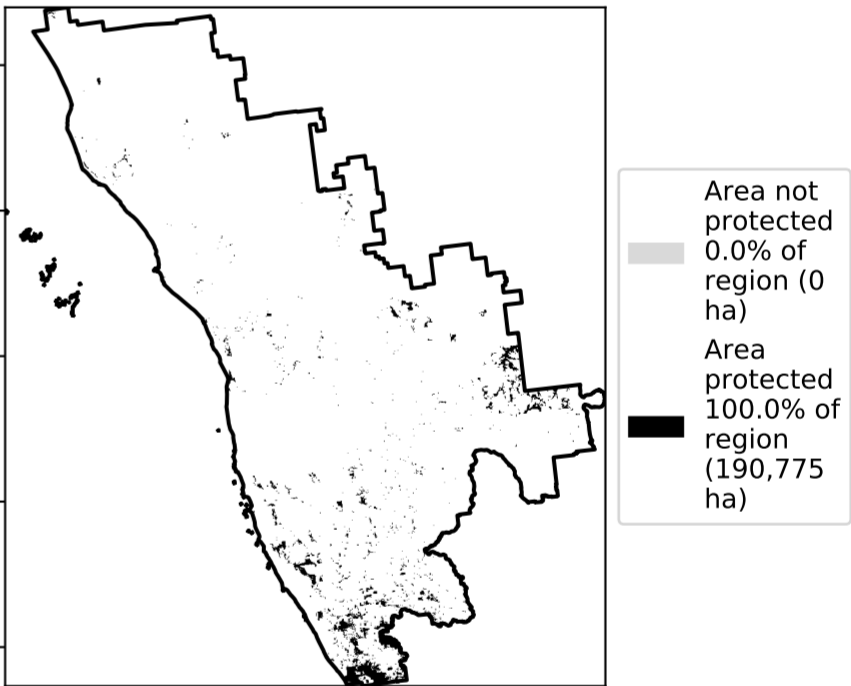 Area not
protected
0.0% of
region (0
ha)
Area
protected
100.0% of
region
(190,775
ha)